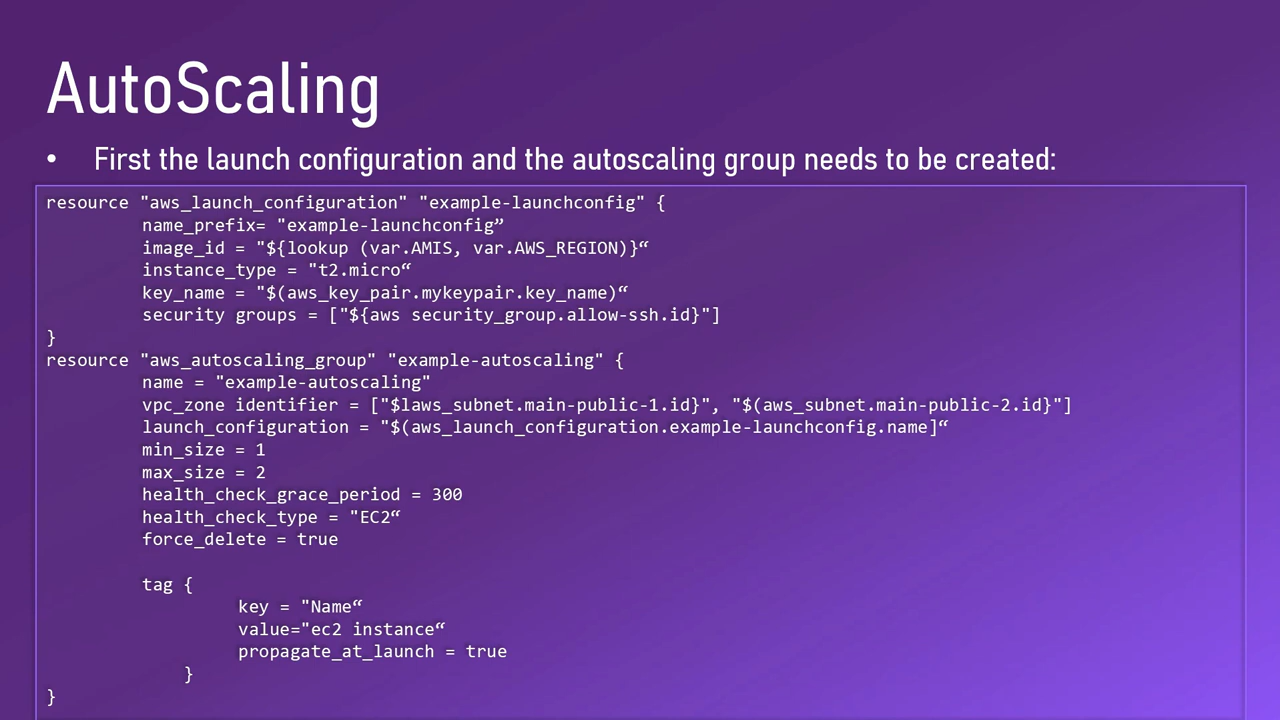 AutoScaling
• First the launch configuration and the autoscaling group needs to be created:
resource "aws_launch_configuration" "example-launchconfig" {
name_prefix= "example-launchconfig”
image_id = "${lookup (var.AMIS, var.AWS_REGION)}“
instance_type = "t2.micro“
key_name = "$(aws_key_pair.mykeypair.key_name)“
security groups = ["${aws security_group.allow-ssh.id}"]
}
resource "aws_autoscaling_group" "example-autoscaling" {
name = "example-autoscaling"
vpc_zone identifier = ["$laws_subnet.main-public-1.id}", "$(aws_subnet.main-public-2.id}"]
launch_configuration = "$(aws_launch_configuration.example-launchconfig.name]“
min_size = 1
max_size = 2
health_check_grace_period = 300
health_check_type = "EC2“
force_delete = true
tag {
key = "Name“
value="ec2 instance“
propagate_at_launch = true
}
}